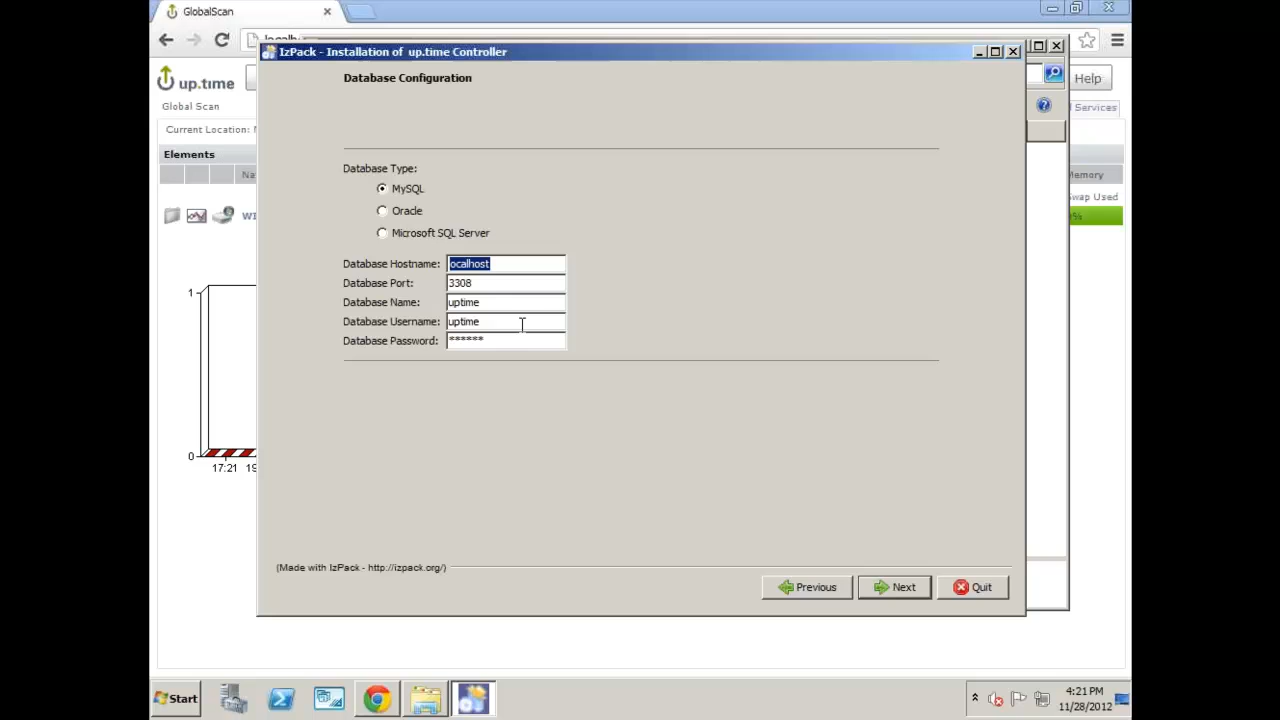 GlobalScan
localh
IzPack - Installation of up.time Controller
up.time
Help
Global Scan
Services
Current Location:
Elements
Na
Memory
WI
Swap Used
%
Database Configuration
Database Type:
MySQL
Oracle
Microsoft SQL Server
Database Hostname: ocalhost
Database Port: 3308
Database Name: uptime
Database Username: uptime
Database Password: ******
1
0
17:21
(Made with IzPack - http://izpack.org/)
Previous
Next
Quit
Start
4:21 PM
11/28/2012